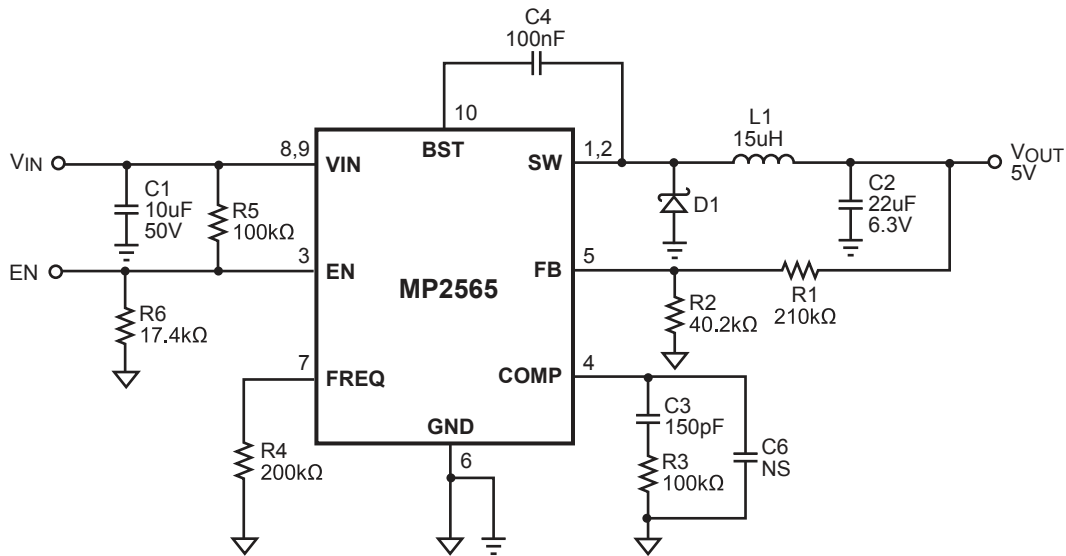 C4
100nF
10
L1
15uH
VIN
8,9
VIN
BST
SW
1,2
VOUT
5V
C1
10uF
50V
R5
100kΩ
D1
C2
22uF
6.3V
EN
3
EN
MP2565
FB
5
R1
210kΩ
R6
17.4kΩ
R2
40.2kΩ
7
FREQ
COMP
4
GND
6
R4
200kΩ
C3
150pF
R3
100kΩ
C6
NS